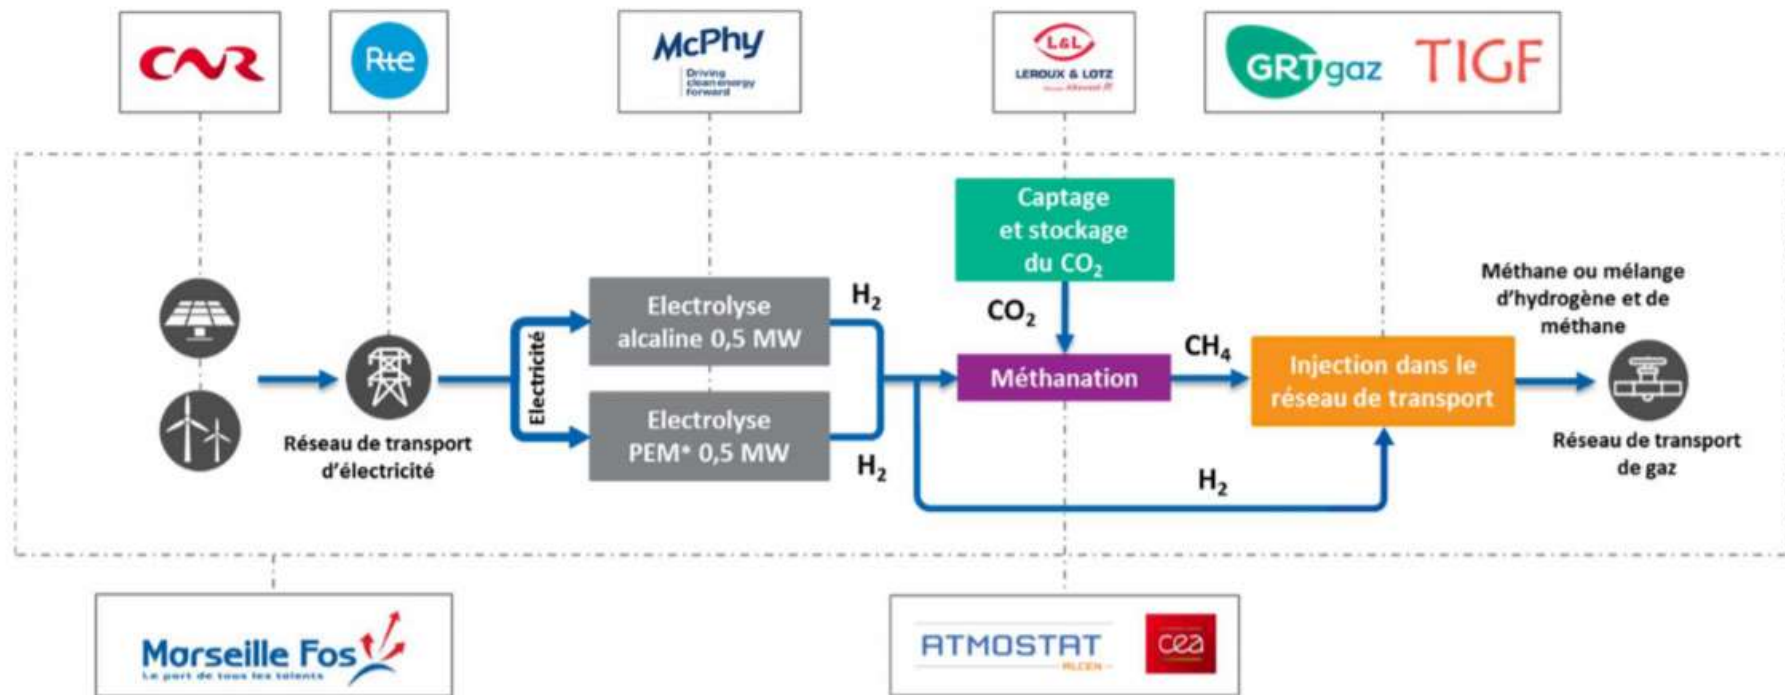 CNR
Rte
McPhy
Driving
clean energy
forward
L&L
LEROUX & LOTZ
GRTgaz
TIGF
Captage
et stockage
du CO₂
Electrolyse
alcaline 0,5 MW
H₂
CO₂
Méthane ou mélange
d'hydrogène et de
méthane
Electricité
Méthanation
CH₄
Injection dans le
réseau de transport
Electrolyse
PEM* 0,5 MW
H₂
Réseau de transport
d'électricité
H₂
Réseau de transport
de gaz
Marseille Fos
Le port de tous les talents
ATMOSTAT
ALCEN
cea